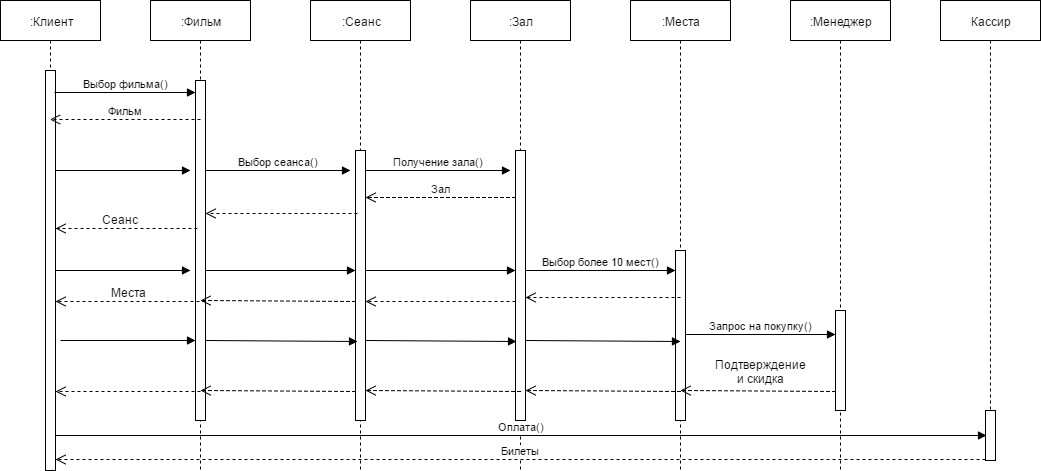 :Клиент
:Фильм
:Сеанс
:Зал
:Места
:Менеджер
Кассир
Выбор фильма()
Фильм
Выбор сеанса()
Получение зала()
Зал
Сеанс
Выбор более 10 мест()
Места
Запрос на покупку()
Подтверждение
и скидка
Оплата()
Билеты